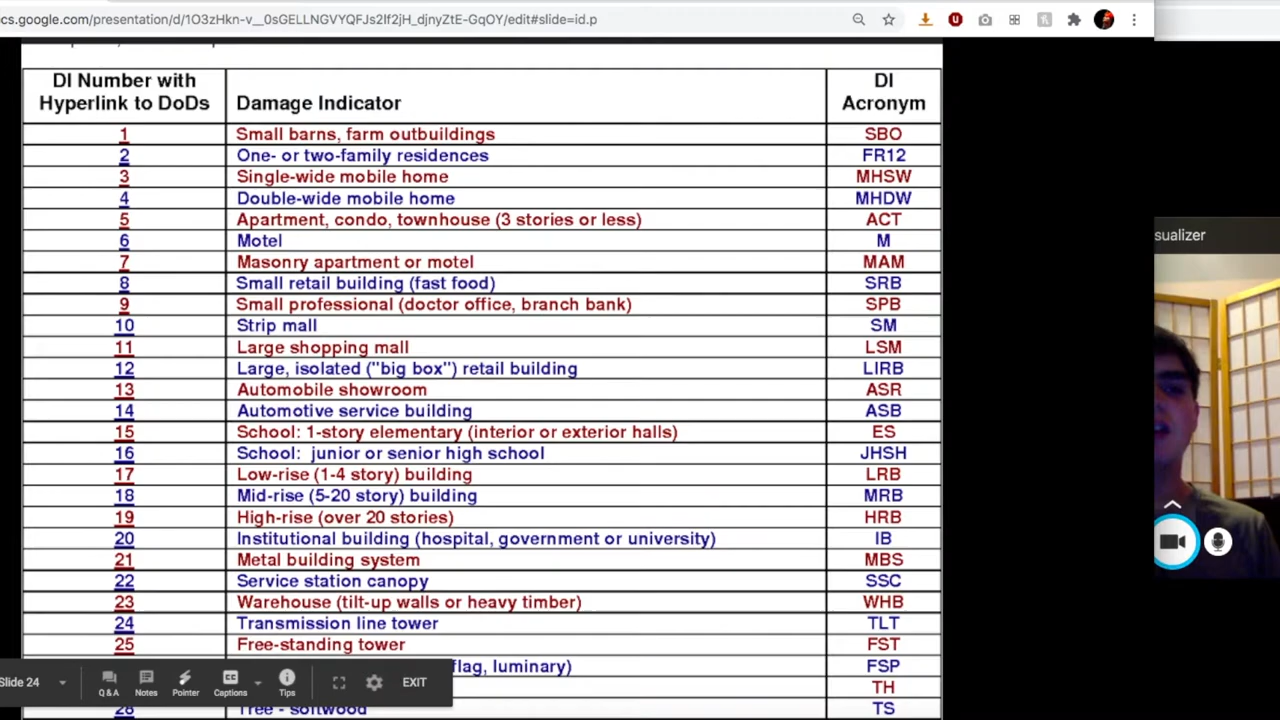 cs.google.com/presentation/d/1O3zHkn-v__0sGELLNGVYQFJs2lf2jH_djnyZtE-GqOY/edit#slide=id.p
DI Number with Hyperlink to DoDs Damage Indicator DI Acronym
1 Small barns, farm outbuildings SBO
2 One- or two-family residences FR12
3 Single-wide mobile home MHSW
4 Double-wide mobile home MHDW
5 Apartment, condo, townhouse (3 stories or less) ACT
6 Motel M
7 Masonry apartment or motel MAM
8 Small retail building (fast food) SRB
9 Small professional (doctor office, branch bank) SPB
10 Strip mall SM
11 Large shopping mall LSM
12 Large, isolated ("big box") retail building LIRB
13 Automobile showroom ASR
14 Automotive service building ASB
15 School: 1-story elementary (interior or exterior halls) ES
16 School: junior or senior high school JHSH
17 Low-rise (1-4 story) building LRB
18 Mid-rise (5-20 story) building MRB
19 High-rise (over 20 stories) HRB
20 Institutional building (hospital, government or university) IB
21 Metal building system MBS
22 Service station canopy SSC
23 Warehouse (tilt-up walls or heavy timber) WHB
24 Transmission line tower TLT
25 Free-standing tower FST
flag, luminary) FSP
TH
28 Tree - softwood TS
Slide 24 Q & A Notes Pointer CC Captions Tips EXIT
sualizer